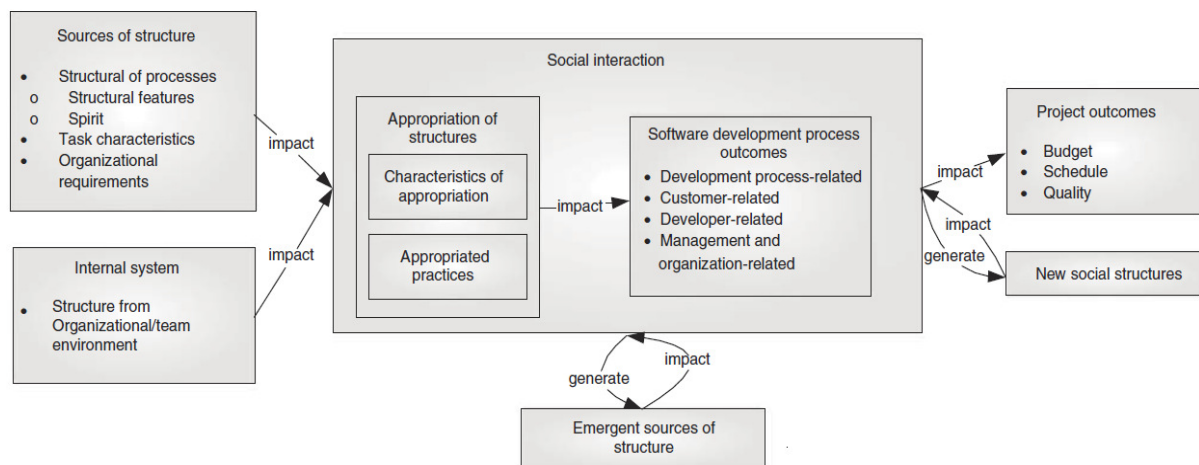 Sources of structure
• Structural of processes
o Structural features
o Spirit
• Task characteristics
• Organizational
requirements
impact
Internal system
• Structure from
Organizational/team
environment
impact
Social interaction
Appropriation of
structures
Characteristics of
appropriation
Appropriated
practices
impact
Software development process
outcomes
• Development process-related
• Customer-related
• Developer-related
• Management and
organization-related
generate
impact
Emergent sources of
structure
impact
Project outcomes
• Budget
• Schedule
• Quality
impact
generate
New social structures